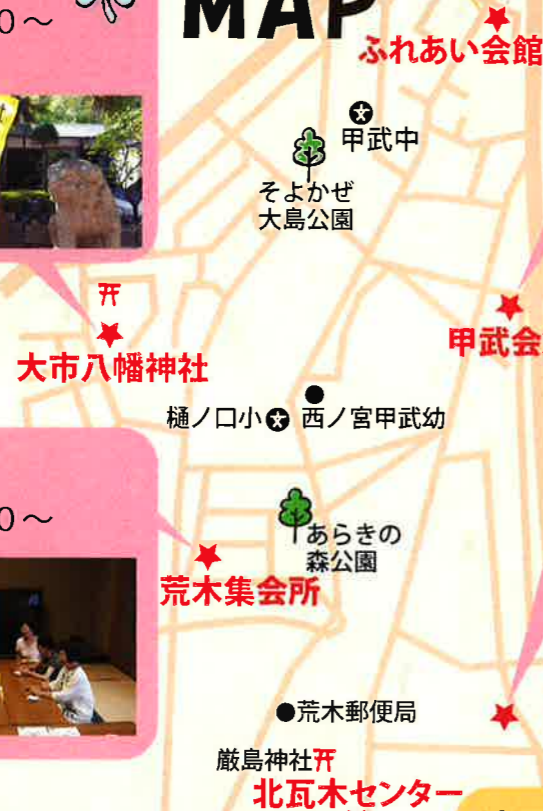 0～
MAP
ふれあい会館
甲武中
そよかぜ
大島公園
大市八幡神社
甲武会
樋ノ口小
西ノ宮甲武幼
0～
あらきの
森公園
荒木集会所
荒木郵便局
厳島神社
北瓦木センター